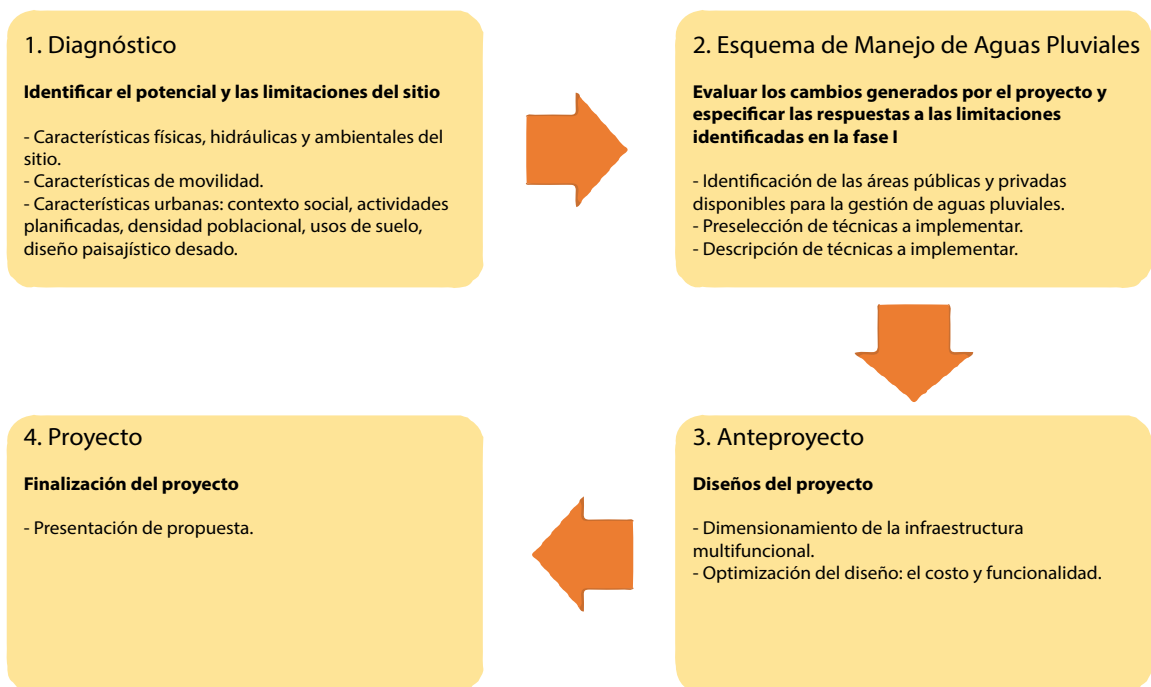 1. Diagnóstico
Identificar el potencial y las limitaciones del sitio
- Características físicas, hidráulicas y ambientales del
sitio.
- Características de movilidad.
- Características urbanas: contexto social, actividades
planificadas, densidad poblacional, usos de suelo,
diseño paisajístico desado.
2. Esquema de Manejo de Aguas Pluviales
Evaluar los cambios generados por el proyecto y
especificar las respuestas a las limitaciones
identificadas en la fase I
- Identificación de las áreas públicas y privadas
disponibles para la gestión de aguas pluviales.
- Preselección de técnicas a implementar.
- Descripción de técnicas a implementar.
3. Anteproyecto
Diseños del proyecto
- Dimensionamiento de la infraestructura
multifuncional.
- Optimización del diseño: el costo y funcionalidad.
4. Proyecto
Finalización del proyecto
- Presentación de propuesta.